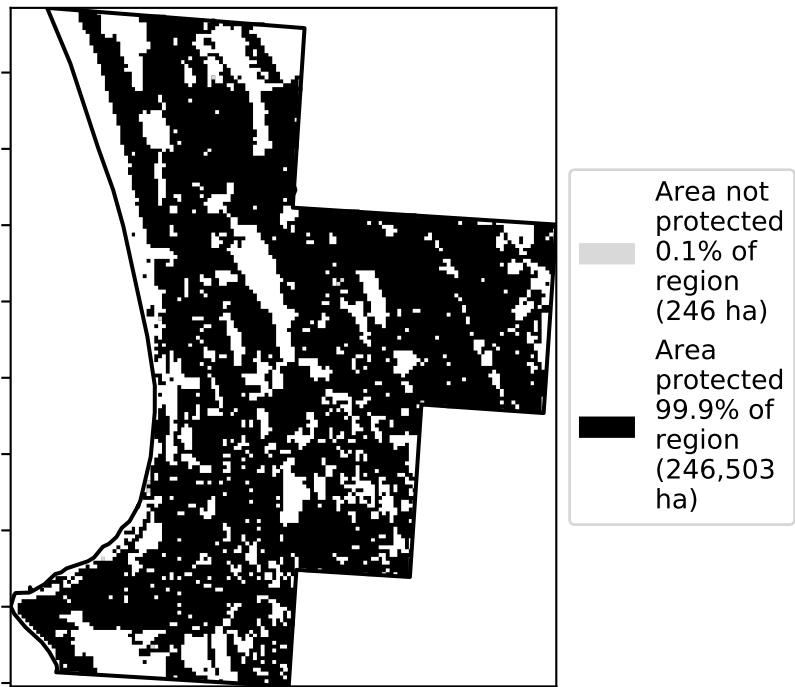 Area not
protected
0.1% of
region
(246 ha)
Area
protected
99.9% of
region
(246,503
ha)